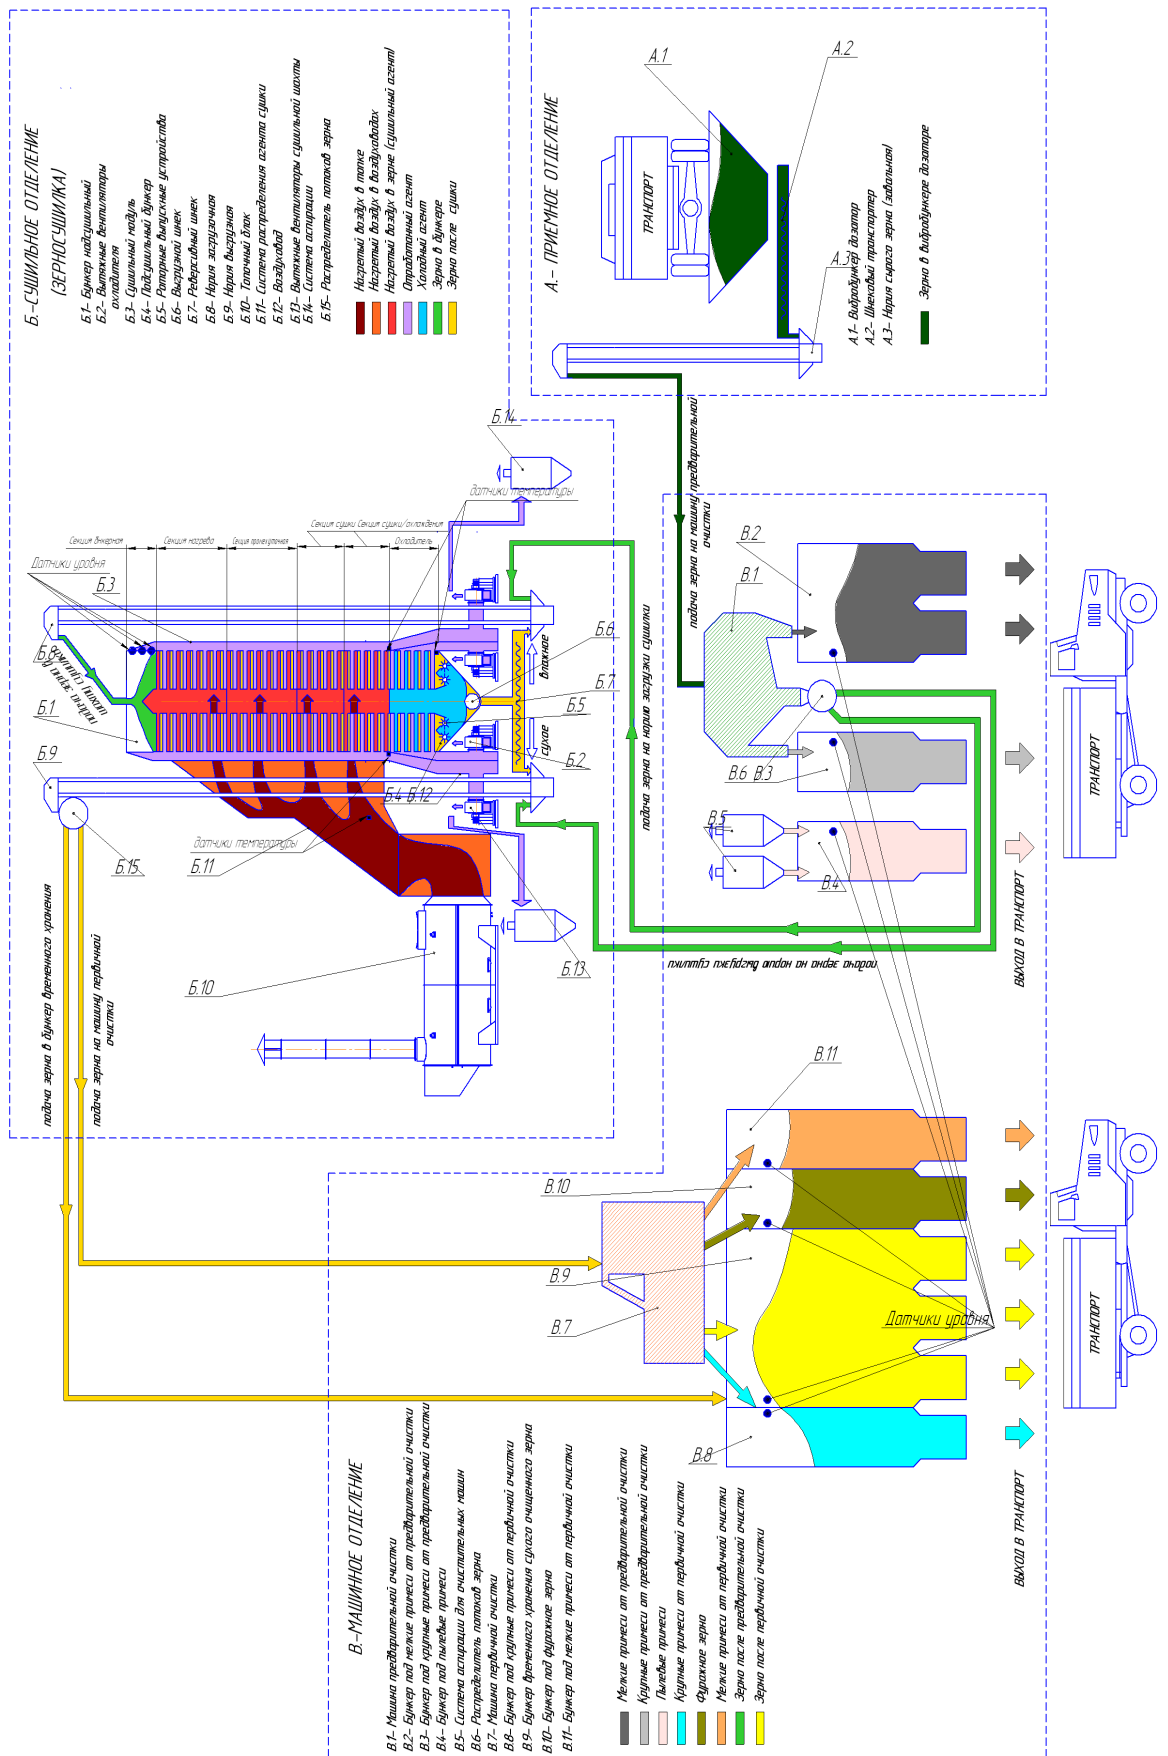 Б.-СУШИЛЬНОЕ ОТДЕЛЕНИЕ
(ЗЕРНОСУШИЛКА)
Б.1- Бункер надсушильный
Б.2- Вытяжные вентиляторы
охладителя
Б.3- Сушильный модуль
Б.4- Подсушильный бункер
Б.5- Роторные выпускные устройства
Б.6- Выгрузной шнек
Б.7- Реверсивный шнек
Б.8- Нория загрузочная
Б.9- Нория выгрузная
Б.10- Топочный блок
Б.11- Система распределения агента сушки
Б.12- Воздуховод
Б.13- Вытяжные вентиляторы сушильной шахты
Б.14- Система аспирации
Б.15- Распределитель потоков зерна
Нагретый воздух в топке
Нагретый воздух в воздуховодах
Нагретый воздух в зерне (сушильный агент)
Отработанный агент
Холодный агент
Зерно в бункере
Зерно после сушки
А.- ПРИЕМНОЕ ОТДЕЛЕНИЕ
А.1
А.2
А.3
ТРАНСПОРТ
А.1- Вибробункер дозатор
А.2- Шнековый транспортер
А.3- Нория сырого зерна (завальная)
Зерно в вибробункере дозаторе
Секция бункерная
Секция нагрева
Секция промежуточная
Секция сушки
Секция сушки/охлаждения
Охладитель
Датчики уровня
датчики температуры
Б.14
Б.3
Б.8
подача зерна в
шахту сушилки
Б.1
Б.9
Б.15
Б.6
Б.7
Б.5
Б.2
Б.4
Б.12
влажное
сухое
датчики температуры
Б.11
Б.10
Б.13
подача зерна в бункер временного хранения
подача зерна на машину первичной
очистки
подача зерна на машину предварительной
очистки
подача зерна на норию загрузки сушилки
подача зерна на норию выгрузки сушилки
В.2
В.1
В.6
В.3
В.5
В.4
ВЫХОД В ТРАНСПОРТ
ТРАНСПОРТ
В.11
В.10
В.9
В.7
В.8
Датчики уровня
ВЫХОД В ТРАНСПОРТ
ТРАНСПОРТ
В.-МАШИННОЕ ОТДЕЛЕНИЕ
В.1- Машина предварительной очистки
В.2- Бункер под мелкие примеси от предварительной очистки
В.3- Бункер под крупные примеси от предварительной очистки
В.4- Бункер под пылевые примеси
В.5- Система аспирации для очистительных машин
В.6- Распределитель потоков зерна
В.7- Машина первичной очистки
В.8- Бункер под крупные примеси от первичной очистки
В.9- Бункер временного хранения сухого очищенного зерна
В.10- Бункер под фуражное зерно
В.11- Бункер под мелкие примеси от первичной очистки
Мелкие примеси от предварительной очистки
Крупные примеси от предварительной очистки
Пылевые примеси
Крупные примеси от первичной очистки
Фуражное зерно
Мелкие примеси от первичной очистки
Зерно после предварительной очистки
Зерно после первичной очистки